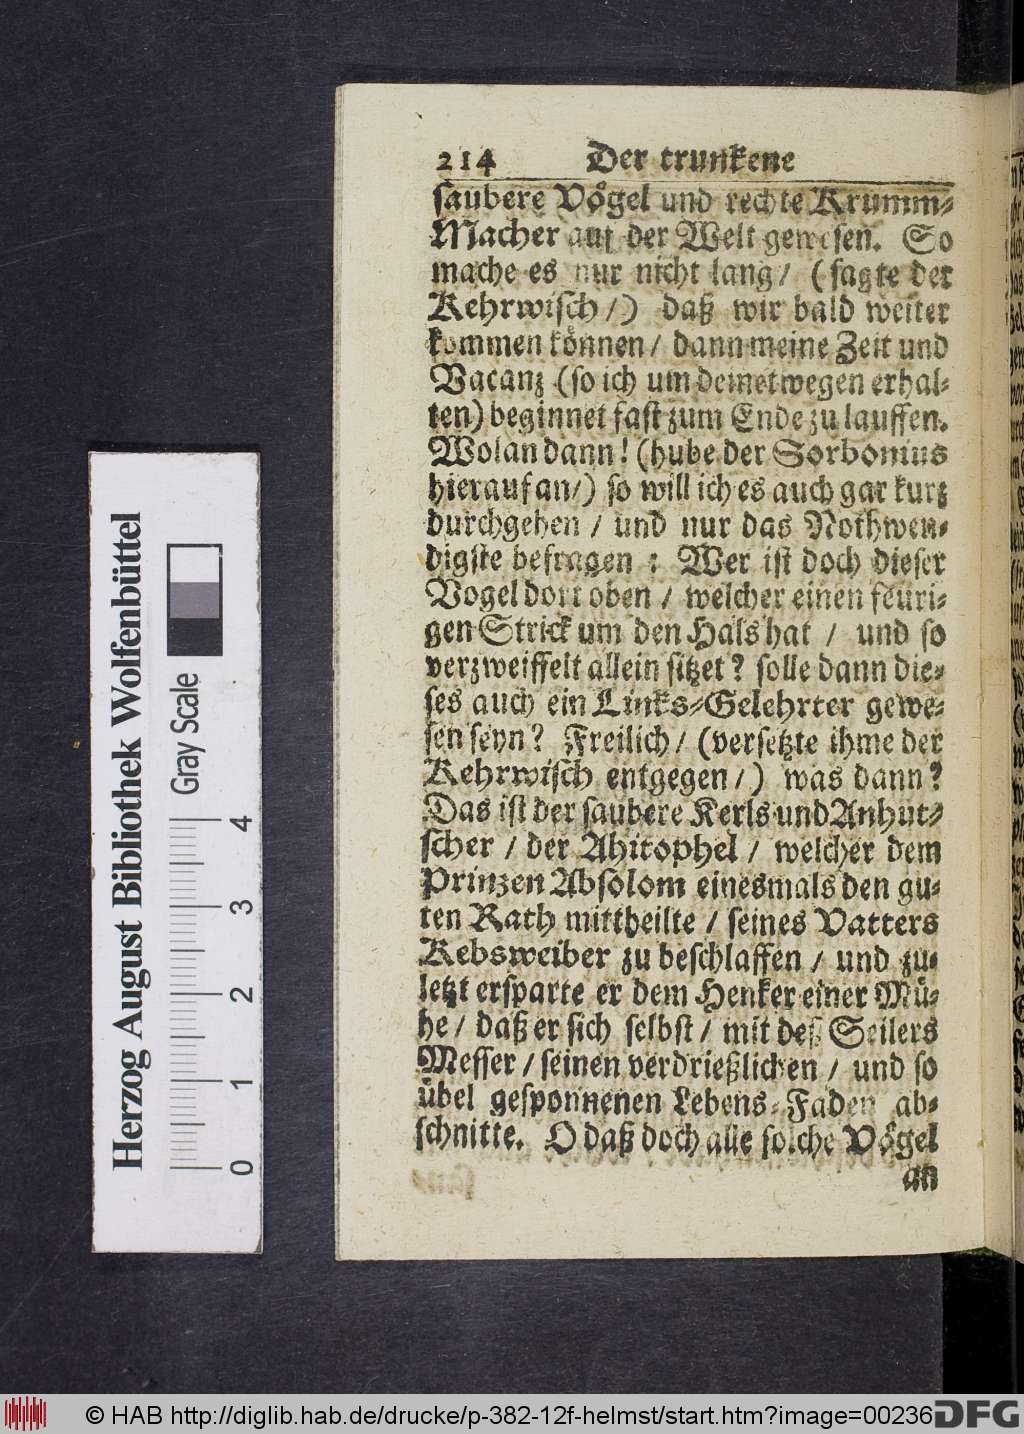 214 Der trunkene
saubere Vögel und rechte Krumm-
Macher auf der Welt gewesen. So
mache es nur nicht lang/ (sagte der
Kehrwisch/) daß wir bald weiter
kommen können/ dann meine Zeit und
Vacanz (so ich um deinetwegen erhal-
ten) beginnet fast zum Ende zu lauffen.
Wolan dann! (hube der Sorbonius
hierauf an/) so will ich es auch gar kurz
durchgehen / und nur das Nothwen-
digste befragen : Wer ist doch dieser
Vogel dort oben / welcher einen feuri-
gen Strick um den Hals hat / und so
verzweiffelt allein sitzet? solle dann die-
ses auch ein Links-Gelehrter gewe-
sen seyn? Freilich/ (versetzte ihme der
Kehrwisch entgegen/) was dann?
Das ist der saubere Kerls und Anhut-
scher / der Ahitophel / welcher dem
Prinzen Absolom einesmals den gu-
ten Rath mittheilte / seines Vatters
Kebsweiber zu beschlaffen / und zu-
letzt ersparte er dem Henker einer Mü-
he / daß er sich selbst / mit deß Seilers
Messer / seinen verdrießlichen / und so
übel gesponnenen Lebens-Faden ab-
schnitte. O daß doch alle solche Vögel
an
Herzog August Bibliothek Wolfenbüttel
Gray Scale
0 1 2 3 4
© HAB http://diglib.hab.de/drucke/p-382-12f-helmst/start.htm?image=00236
DFG